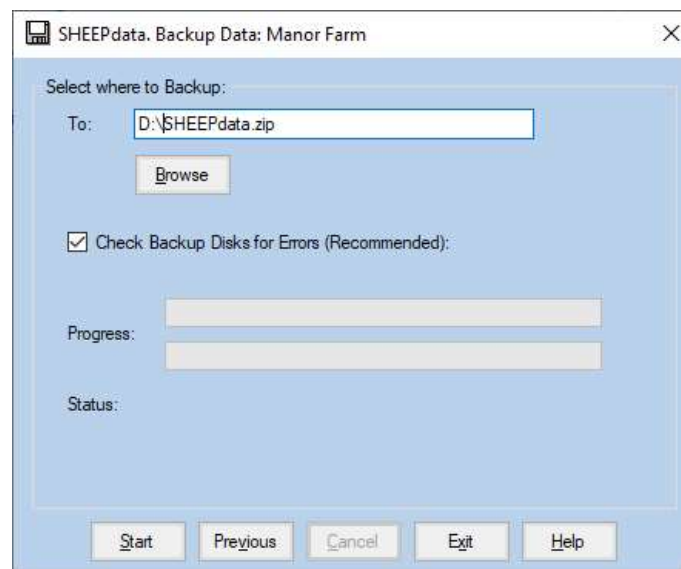 SHEEPdata. Backup Data: Manor Farm
Select where to Backup:
To: D:\SHEEPdata.zip
Browse
Check Backup Disks for Errors (Recommended):
Progress:
Status:
Start Previous Cancel Exit Help